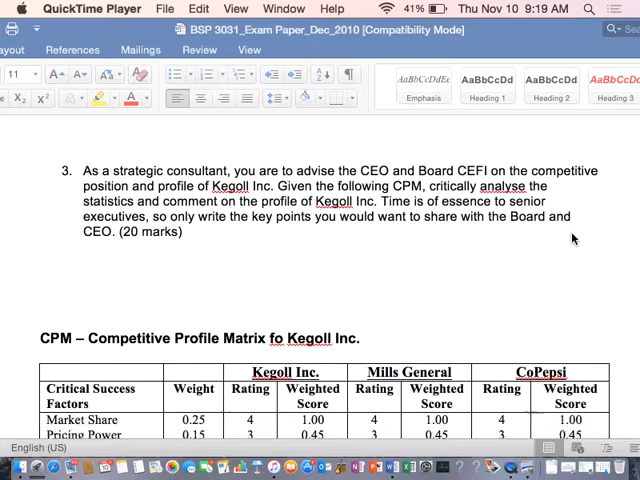 QuickTime Player File Edit View Window Help 41% Thu Nov 10 9:19 AM
BSP 3031_Exam Paper_Dec_2010 [Compatibility Mode]
ayout References Mailings Review View
11 A A Aa AaBbCcDdEe AaBbCcDd AaBbCcDd AaBbCcDd
X2 X2 A A Emphasis Heading 1 Heading 2 Heading 3
3. As a strategic consultant, you are to advise the CEO and Board CEFI on the competitive
position and profile of Kegoll Inc. Given the following CPM, critically analyse the
statistics and comment on the profile of Kegoll Inc. Time is of essence to senior
executives, so only write the key points you would want to share with the Board and
CEO. (20 marks)
CPM – Competitive Profile Matrix fo Kegoll Inc.
Kegoll Inc. Mills General CoPepsi
Critical Success Weight Rating Weighted Rating Weighted Rating Weighted
Factors Score Score Score
Market Share 0.25 4 1.00 4 1.00 4 1.00
Pricing Power 0.15 3 0.45 3 0.45 3 0.45
English (US)